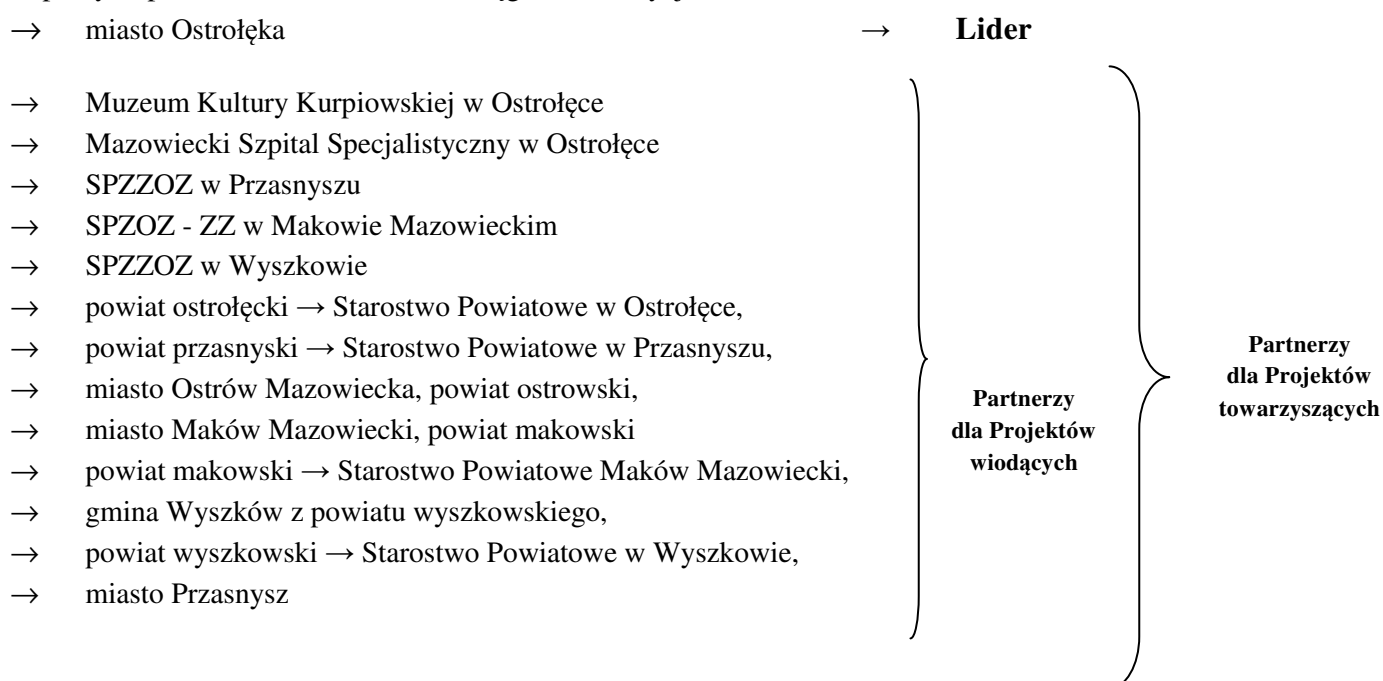 → miasto Ostrołęka → Lider
→ Muzeum Kultury Kurpiowskiej w Ostrołęce
→ Mazowiecki Szpital Specjalistyczny w Ostrołęce
→ SPZZOZ w Przasnyszu
→ SPZOZ - ZZ w Makowie Mazowieckim
→ SPZZOZ w Wyszkowie
→ powiat ostrołęcki → Starostwo Powiatowe w Ostrołęce,
→ powiat przasnyski → Starostwo Powiatowe w Przasnyszu,
→ miasto Ostrów Mazowiecka, powiat ostrowski,
→ miasto Maków Mazowiecki, powiat makowski
→ powiat makowski → Starostwo Powiatowe Maków Mazowiecki,
→ gmina Wyszków z powiatu wyszkowskiego,
→ powiat wyszkowski → Starostwo Powiatowe w Wyszkowie,
→ miasto Przasnysz
Partnerzy
dla Projektów
wiodących
Partnerzy
dla Projektów
towarzyszących